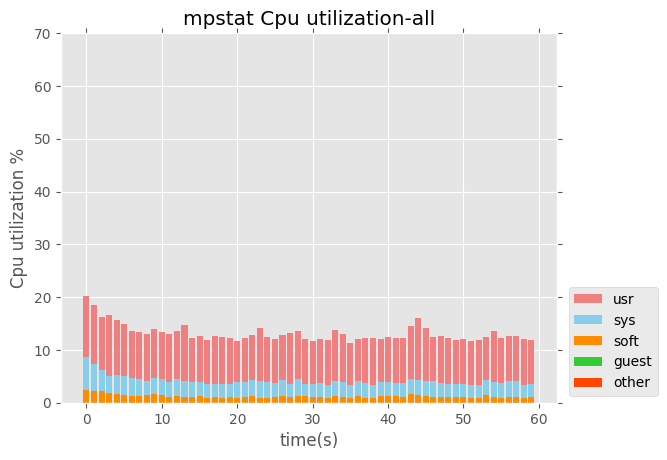 mpstat Cpu utilization-all
Cpu utilization %
70
60
50
40
30
20
10
0
0 10 20 30 40 50 60
time(s)
usr
sys
soft
guest
other